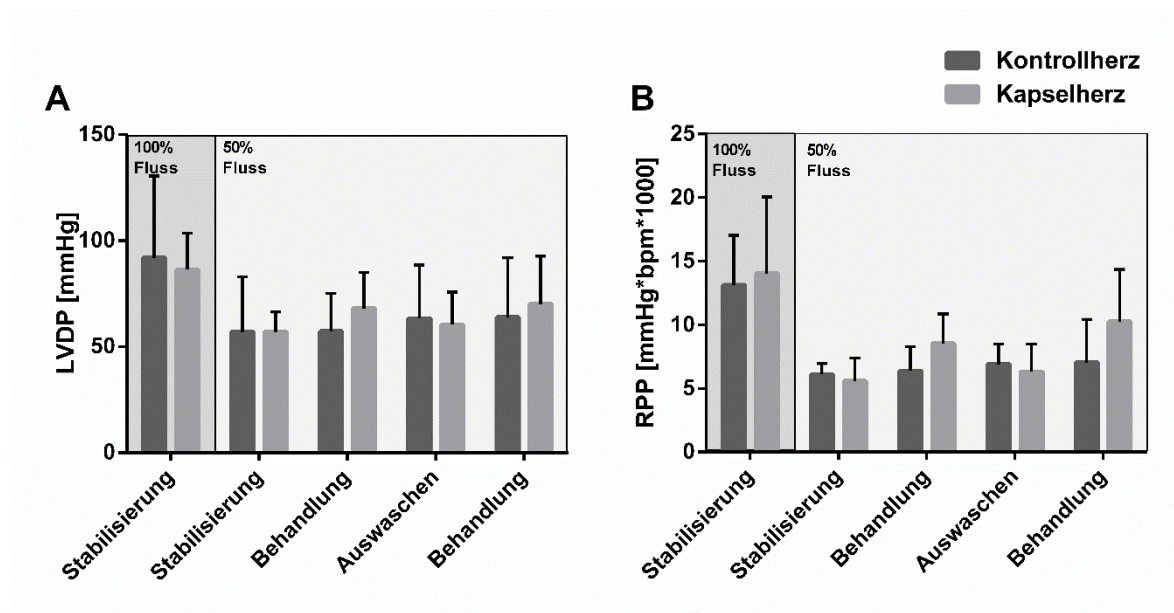 Kontrollherz
Kapselherz
A
LVDP [mmHg]
150
100
50
0
100%
Fluss
50%
Fluss
Stabilisierung
Stabilisierung
Behandlung
Auswaschen
Behandlung
B
RPP [mmHg*bpm*1000]
25
20
15
10
5
0
100%
Fluss
50%
Fluss
Stabilisierung
Stabilisierung
Behandlung
Auswaschen
Behandlung